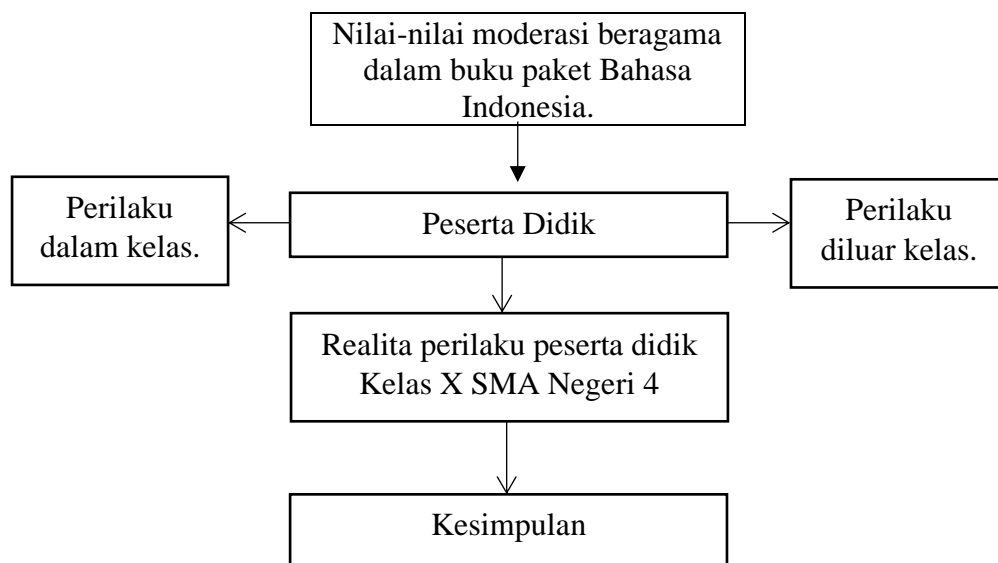 Nilai-nilai moderasi beragama
dalam buku paket Bahasa
Indonesia.
Perilaku
dalam kelas.
Peserta Didik
Perilaku
diluar kelas.
Realita perilaku peserta didik
Kelas X SMA Negeri 4
Kesimpulan